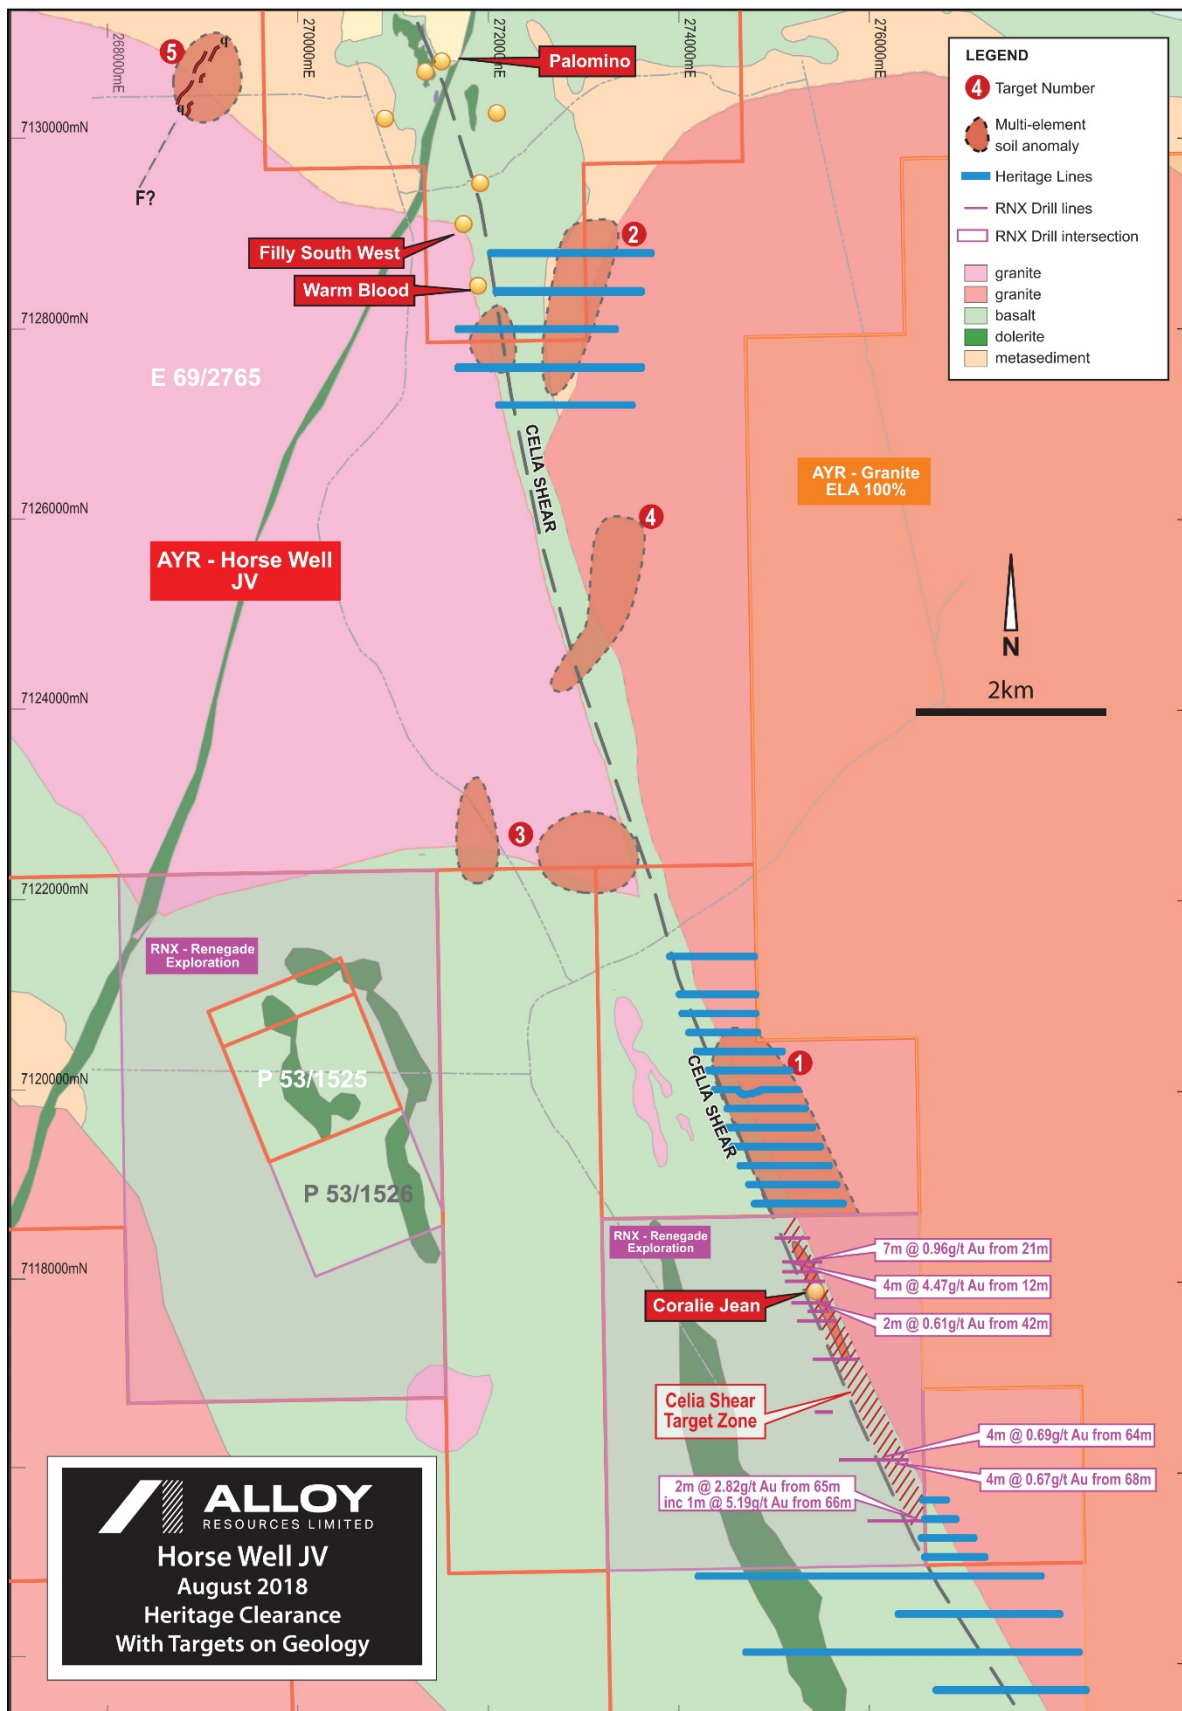 268000mE
270000mE
272000mE
274000mE
276000mE
5
q
q
F?
Palomino
7130000mN
LEGEND
4 Target Number
Multi-element
soil anomaly
Heritage Lines
RNX Drill lines
RNX Drill intersection
granite
granite
basalt
dolerite
metasediment
2
Filly South West
Warm Blood
7128000mN
E 69/2765
CELIA SHEAR
AYR - Granite
ELA 100%
7126000mN
4
AYR - Horse Well
JV
N
2km
7124000mN
3
7122000mN
RNX - Renegade
Exploration
1
CELIA SHEAR
7120000mN
P 53/1525
P 53/1526
RNX - Renegade
Exploration
7118000mN
7m @ 0.96g/t Au from 21m
4m @ 4.47g/t Au from 12m
Coralie Jean
2m @ 0.61g/t Au from 42m
Celia Shear
Target Zone
4m @ 0.69g/t Au from 64m
4m @ 0.67g/t Au from 68m
2m @ 2.82g/t Au from 65m
inc 1m @ 5.19g/t Au from 66m
ALLOY
RESOURCES LIMITED
Horse Well JV
August 2018
Heritage Clearance
With Targets on Geology